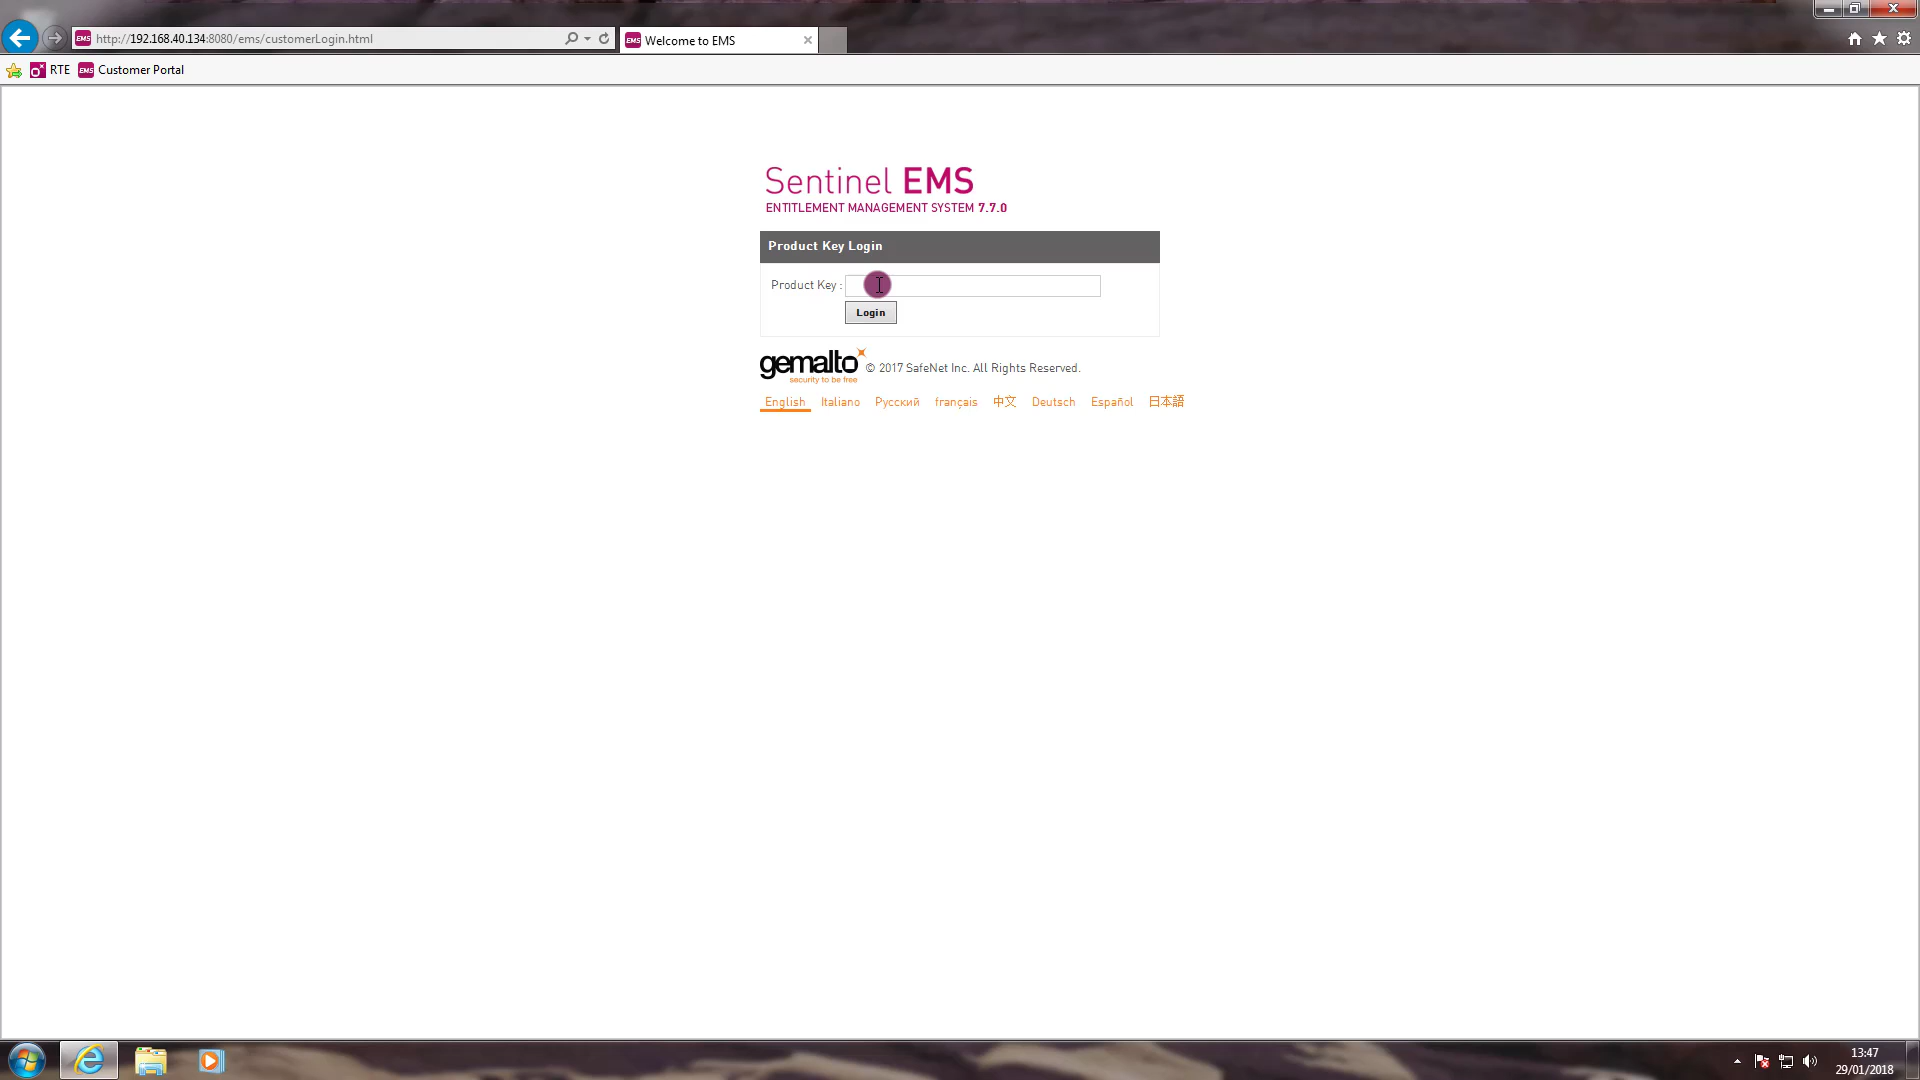 http://192.168.40.134:8080/ems/customerLogin.html
EMS Welcome to EMS
RTE EMS Customer Portal
Sentinel EMS
ENTITLEMENT MANAGEMENT SYSTEM 7.7.0
Product Key Login
Product Key :
Login
gemalto
security to be free
© 2017 SafeNet Inc. All Rights Reserved.
English Italiano Русский français 中文 Deutsch Español 日本語
13:47
29/01/2018